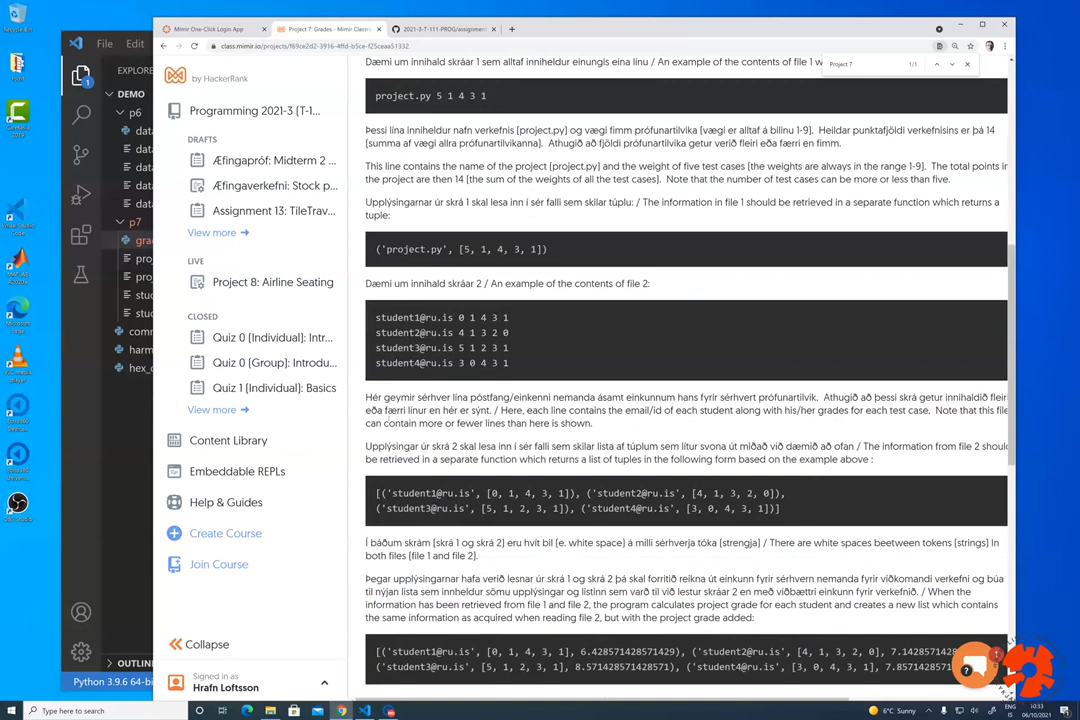 Mimir One-Click Login App
Project 7: Grades - Mimir Classro
2021-3-T-111-PROG/assignment
class.mimir.io/projects/f69ce2d2-3916-4ffd-b5ce-f25ceaa51332
Project 7
1/1
File Edit
EXPLORE
DEMO
p6
data
data
data
data
data
p7
grac
pro
pro
stu
stu
com
harm
hex_c
OUTLIN
Python 3.9.6 64-bi
by HackerRank
Programming 2021-3 [T-1...
DRAFTS
Æfingapróf: Midterm 2 ...
Æfingaverkefni: Stock p...
Assignment 13: TileTrav...
View more
LIVE
Project 8: Airline Seating
CLOSED
Quiz 0 [Individual]: Intr...
Quiz 0 [Group]: Introdu...
Quiz 1 [Individual]: Basics
View more
Content Library
Embeddable REPLs
Help & Guides
Create Course
Join Course
Collapse
Signed in as
Hrafn Loftsson
Dæmi um innihald skráar 1 sem alltaf inniheldur einungis eina línu / An example of the contents of file 1 w
project.py 5 1 4 3 1
Þessi lína inniheldur nafn verkefnis [project.py] og vægi fimm prófunartilvika [vægi er alltaf á bilinu 1-9]. Heildar punktafjöldi verkefnisins er þá 14
[summa af vægi allra prófunartilvikanna]. Athugið að fjöldi prófunartilvika getur verið fleiri eða færri en fimm.
This line contains the name of the project [project.py] and the weight of five test cases [the weights are always in the range 1-9]. The total points in
the project are then 14 [the sum of the weights of all the test cases]. Note that the number of test cases can be more or less than five.
Upplýsingarnar úr skrá 1 skal lesa inn í sér falli sem skilar túplu: / The information in file 1 should be retrieved in a separate function which returns a
tuple:
('project.py', [5, 1, 4, 3, 1])
Dæmi um innihald skráar 2 / An example of the contents of file 2:
student1@ru.is 0 1 4 3 1
student2@ru.is 4 1 3 2 0
student3@ru.is 5 1 2 3 1
student4@ru.is 3 0 4 3 1
Hér geymir sérhver lína póstfang/einkenni nemanda ásamt einkunnum hans fyrir sérhvert prófunartilvik. Athugið að þessi skrá getur innihaldið fleiri
eða færri línur en hér er sýnt. / Here, each line contains the email/id of each student along with his/her grades for each test case. Note that this file
can contain more or fewer lines than here is shown.
Upplýsingar úr skrá 2 skal lesa inn í sér falli sem skilar lista af túplum sem lítur svona út miðað við dæmið að ofan / The information from file 2 should
be retrieved in a separate function which returns a list of tuples in the following form based on the example above :
[('student1@ru.is', [0, 1, 4, 3, 1]), ('student2@ru.is', [4, 1, 3, 2, 0]),
('student3@ru.is', [5, 1, 2, 3, 1]), ('student4@ru.is', [3, 0, 4, 3, 1])]
Í báðum skrám [skrá 1 og skrá 2] eru hvít bil [e. white space] á milli sérhverja tóka [strengja] / There are white spaces beetween tokens [strings] In
both files [file 1 and file 2].
Þegar upplýsingarnar hafa verið lesnar úr skrá 1 og skrá 2 þá skal forritið reikna út einkunn fyrir sérhvern nemanda fyrir viðkomandi verkefni og búa
til nýjan lista sem innheldur sömu upplýsingar og listinn sem varð til við lestur skráar 2 en með viðbættri einkunn fyrir verkefnið. / When the
information has been retrieved from file 1 and file 2, the program calculates project grade for each student and creates a new list which contains
the same information as acquired when reading file 2, but with the project grade added:
[('student1@ru.is', [0, 1, 4, 3, 1], 6.428571428571429), ('student2@ru.is', [4, 1, 3, 2, 0], 7.1428571428
('student3@ru.is', [5, 1, 2, 3, 1], 8.571428571428571), ('student4@ru.is', [3, 0, 4, 3, 1], 7.857142857
Type here to search
6°C Sunny
ENG
IS
10:33
06/10/2021